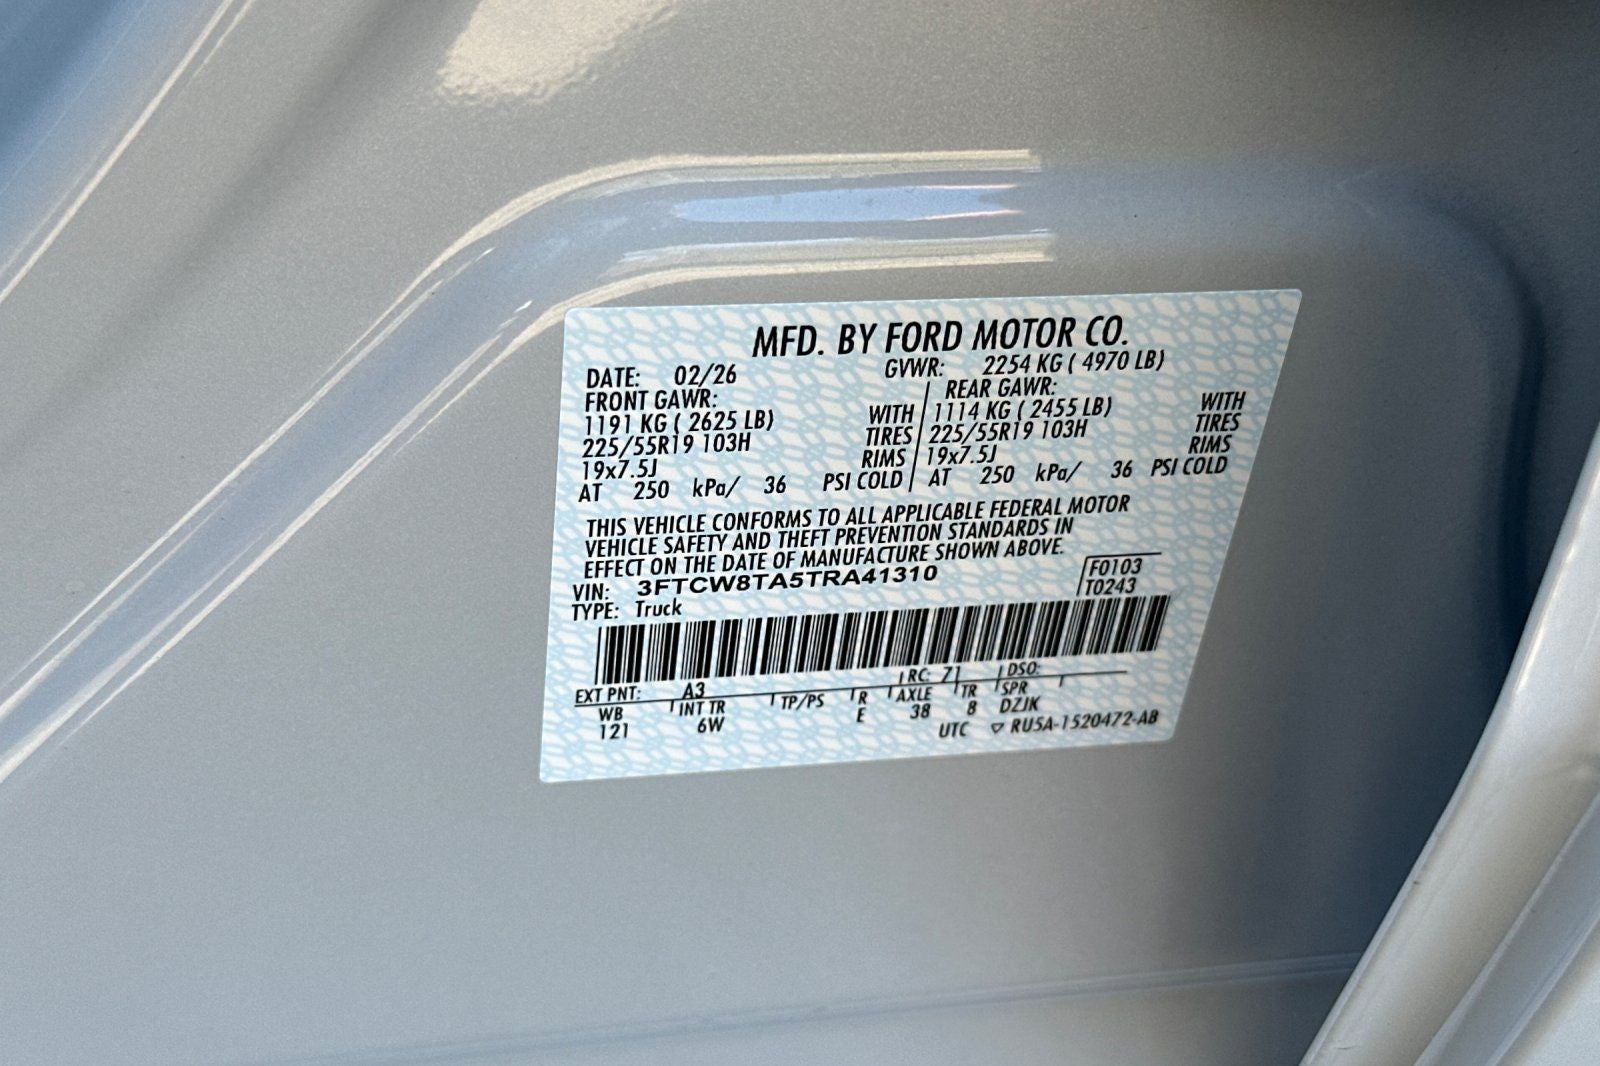 MFD. BY FORD MOTOR CO.
DATE: 02/26 GVWR: 2254 KG ( 4970 LB)
FRONT GAWR: REAR GAWR:
1191 KG ( 2625 LB) WITH 1114 KG ( 2455 LB) WITH
225/55R19 103H TIRES 225/55R19 103H TIRES
19x7.5J RIMS 19x7.5J RIMS
AT 250 kPa/ 36 PSI COLD AT 250 kPa/ 36 PSI COLD
THIS VEHICLE CONFORMS TO ALL APPLICABLE FEDERAL MOTOR
VEHICLE SAFETY AND THEFT PREVENTION STANDARDS IN
EFFECT ON THE DATE OF MANUFACTURE SHOWN ABOVE.
VIN: 3FTCW8TA5TRA41310 F0103
TYPE: Truck T0243
EXT PNT: A3 RC: 71 DSO:
WB INT TR TP/PS R AXLE TR SPR
121 6W E 38 8 DZJK
UTC ▽ RU5A-1520472-AB